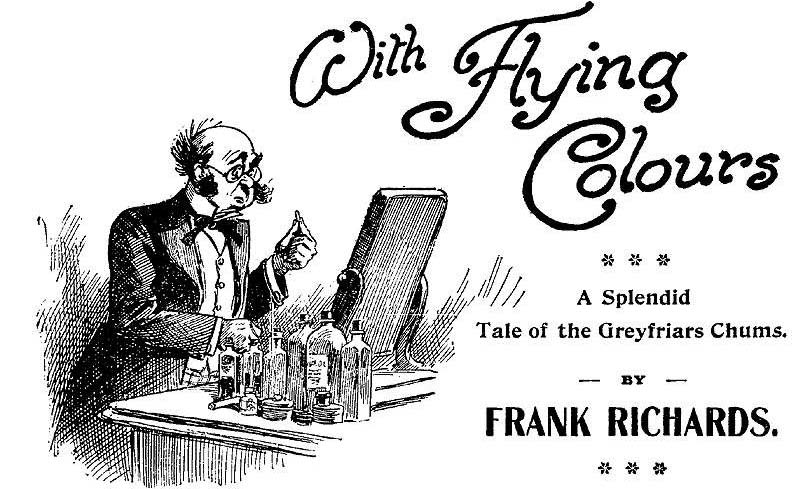 With Flying
Colours
A Splendid
Tale of the Greyfriars Chums.
— BY —
FRANK RICHARDS.